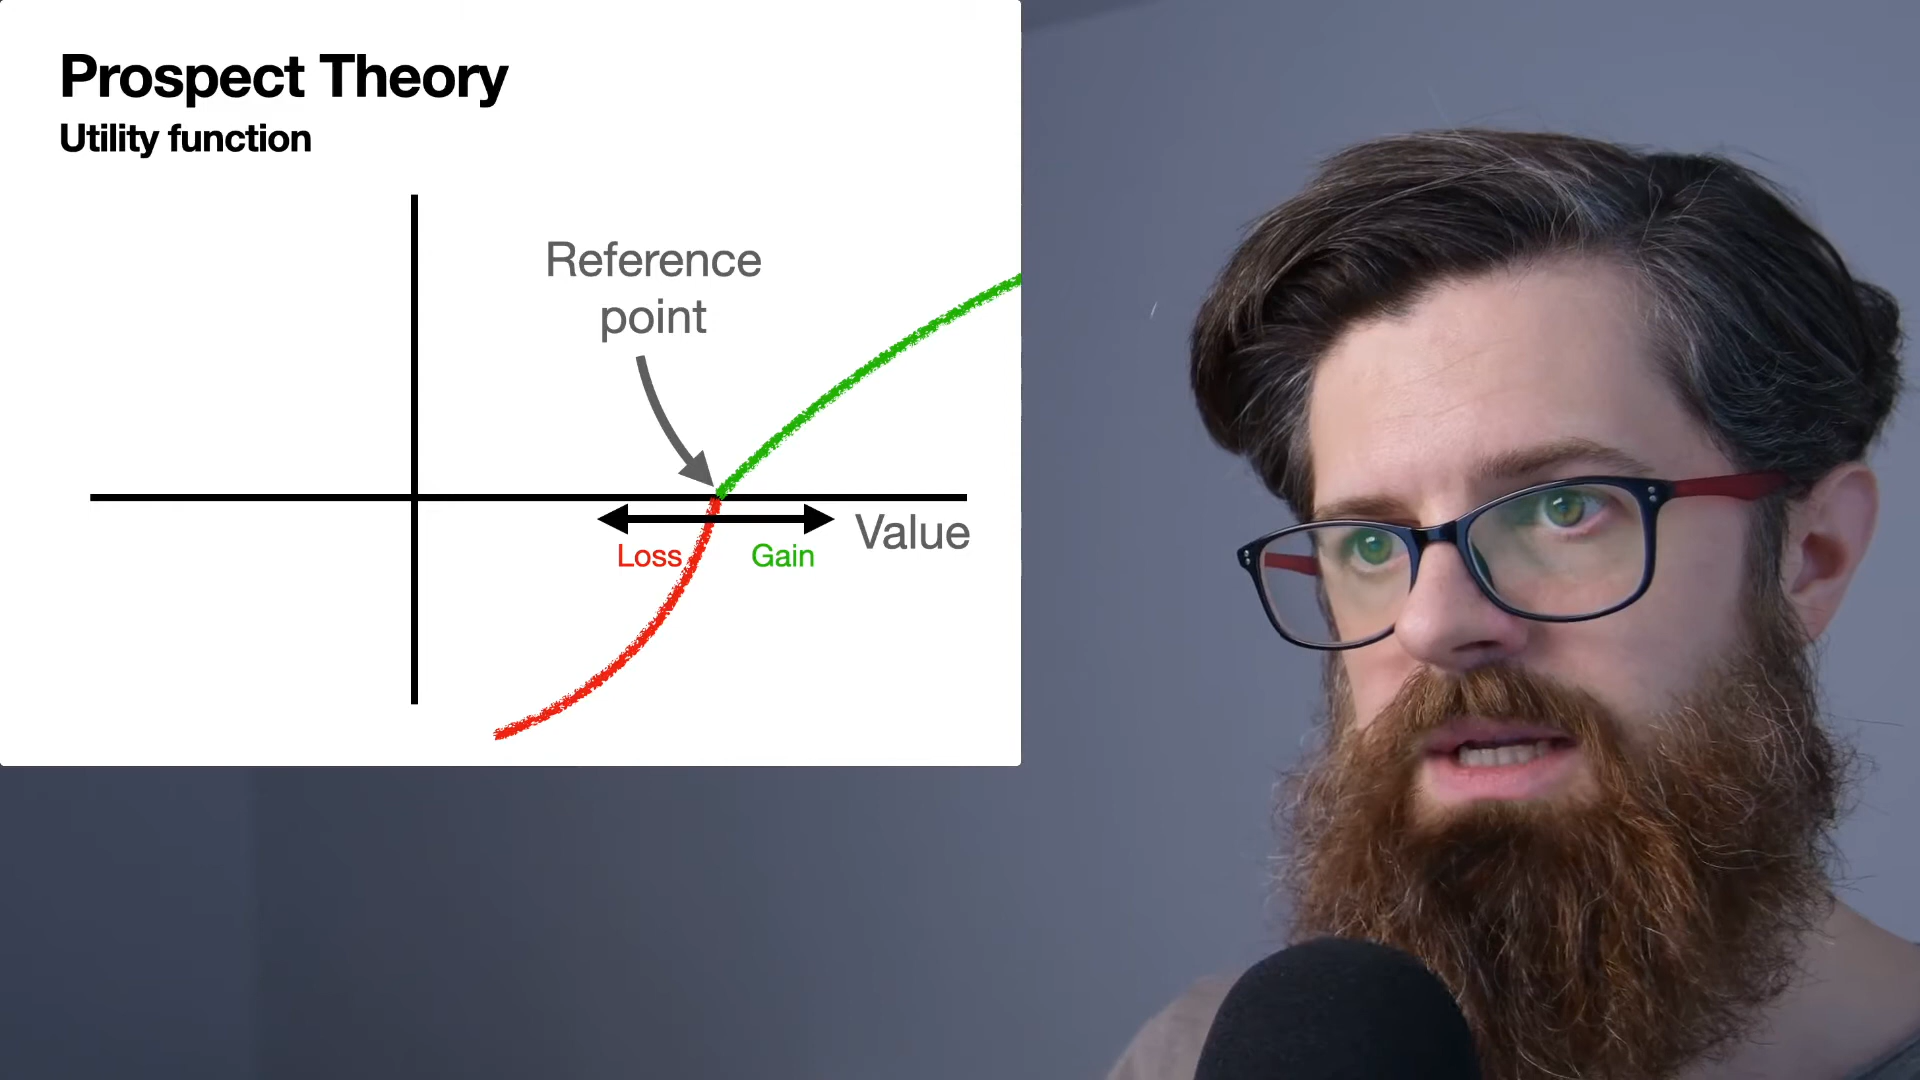 Prospect Theory
Utility function
Reference
point
Value
Loss
Gain